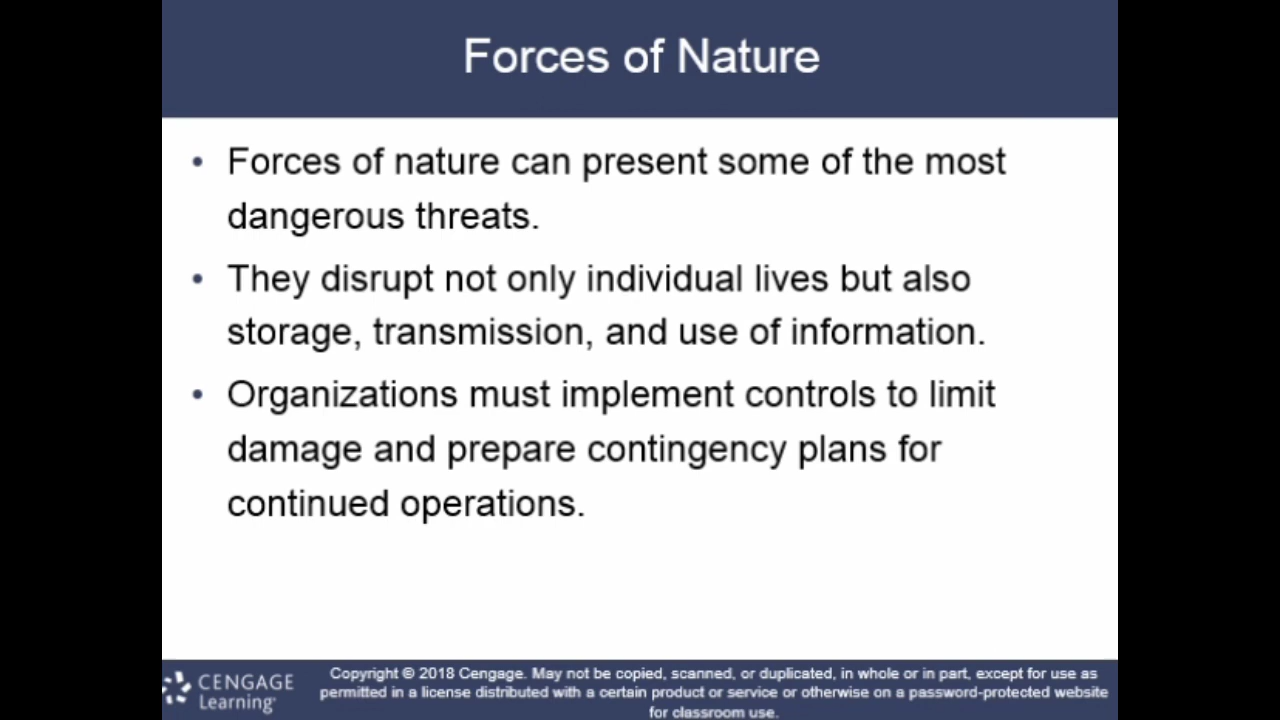 Forces of Nature
• Forces of nature can present some of the most
dangerous threats.
• They disrupt not only individual lives but also
storage, transmission, and use of information.
• Organizations must implement controls to limit
damage and prepare contingency plans for
continued operations.
CENGAGE
Learning
Copyright © 2018 Cengage. May not be copied, scanned, or duplicated, in whole or in part, except for use as
permitted in a license distributed with a certain product or service or otherwise on a password-protected website
for classroom use.